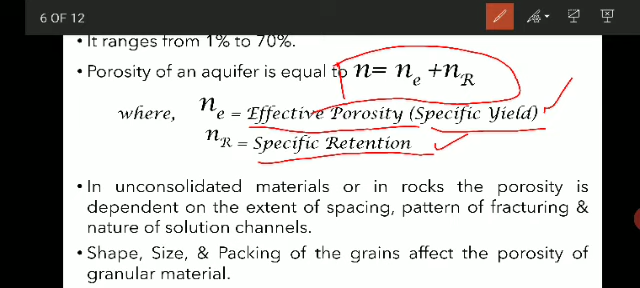 6 OF 12
• It ranges from 1% to 70%.
• Porosity of an aquifer is equal to n= nₑ +n_R
where, nₑ = Effective Porosity (Specific Yield)
n_R = Specific Retention
• In unconsolidated materials or in rocks the porosity is
dependent on the extent of spacing, pattern of fracturing &
nature of solution channels.
• Shape, Size, & Packing of the grains affect the porosity of
granular material.